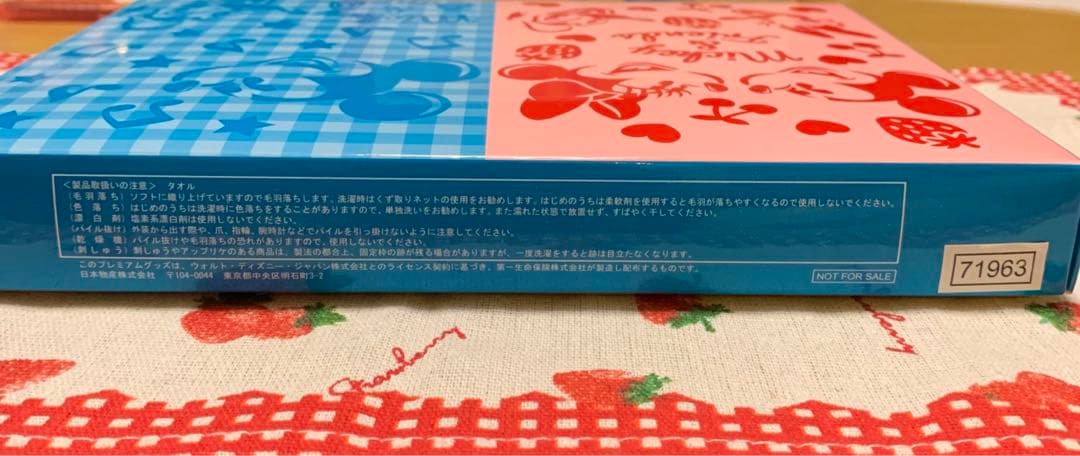 Mickey
&
Friends
<製品取扱いの注意> タオル
(毛羽落ち) ソフトに織り上げていますので毛羽落ちします。洗濯時はくず取りネットの使用をお勧めします。はじめのうちは柔軟剤を使用すると毛羽が落ちやすくなるので使用しないでください。
(色落ち) はじめのうちは洗濯時に色落ちをすることがありますので、単独洗いをお勧めします。また濡れた状態で放置せず、すばやく干してください。
(漂白剤) 塩素系漂白剤は使用しないでください。
(パイル抜け) 外装から出す際や、爪、指輪、腕時計などでパイルを引っ掛けないように注意してください。
(乾燥機) パイル抜けや毛羽落ちの恐れがありますので、使用しないでください。
(刺しゅう) 刺しゅうやアップリケのある商品は、製法の都合上、固定枠の跡が残る場合がありますが、一度洗濯をすると跡は目立たなくなります。
このプレミアムグッズは、ウォルト・ディズニー・ジャパン株式会社とのライセンス契約に基づき、第一生命保険株式会社が製造し配布するものです。
日本物産株式会社 〒104-0044 東京都中央区明石町3-2
NOT FOR SALE
71963
Strawberry